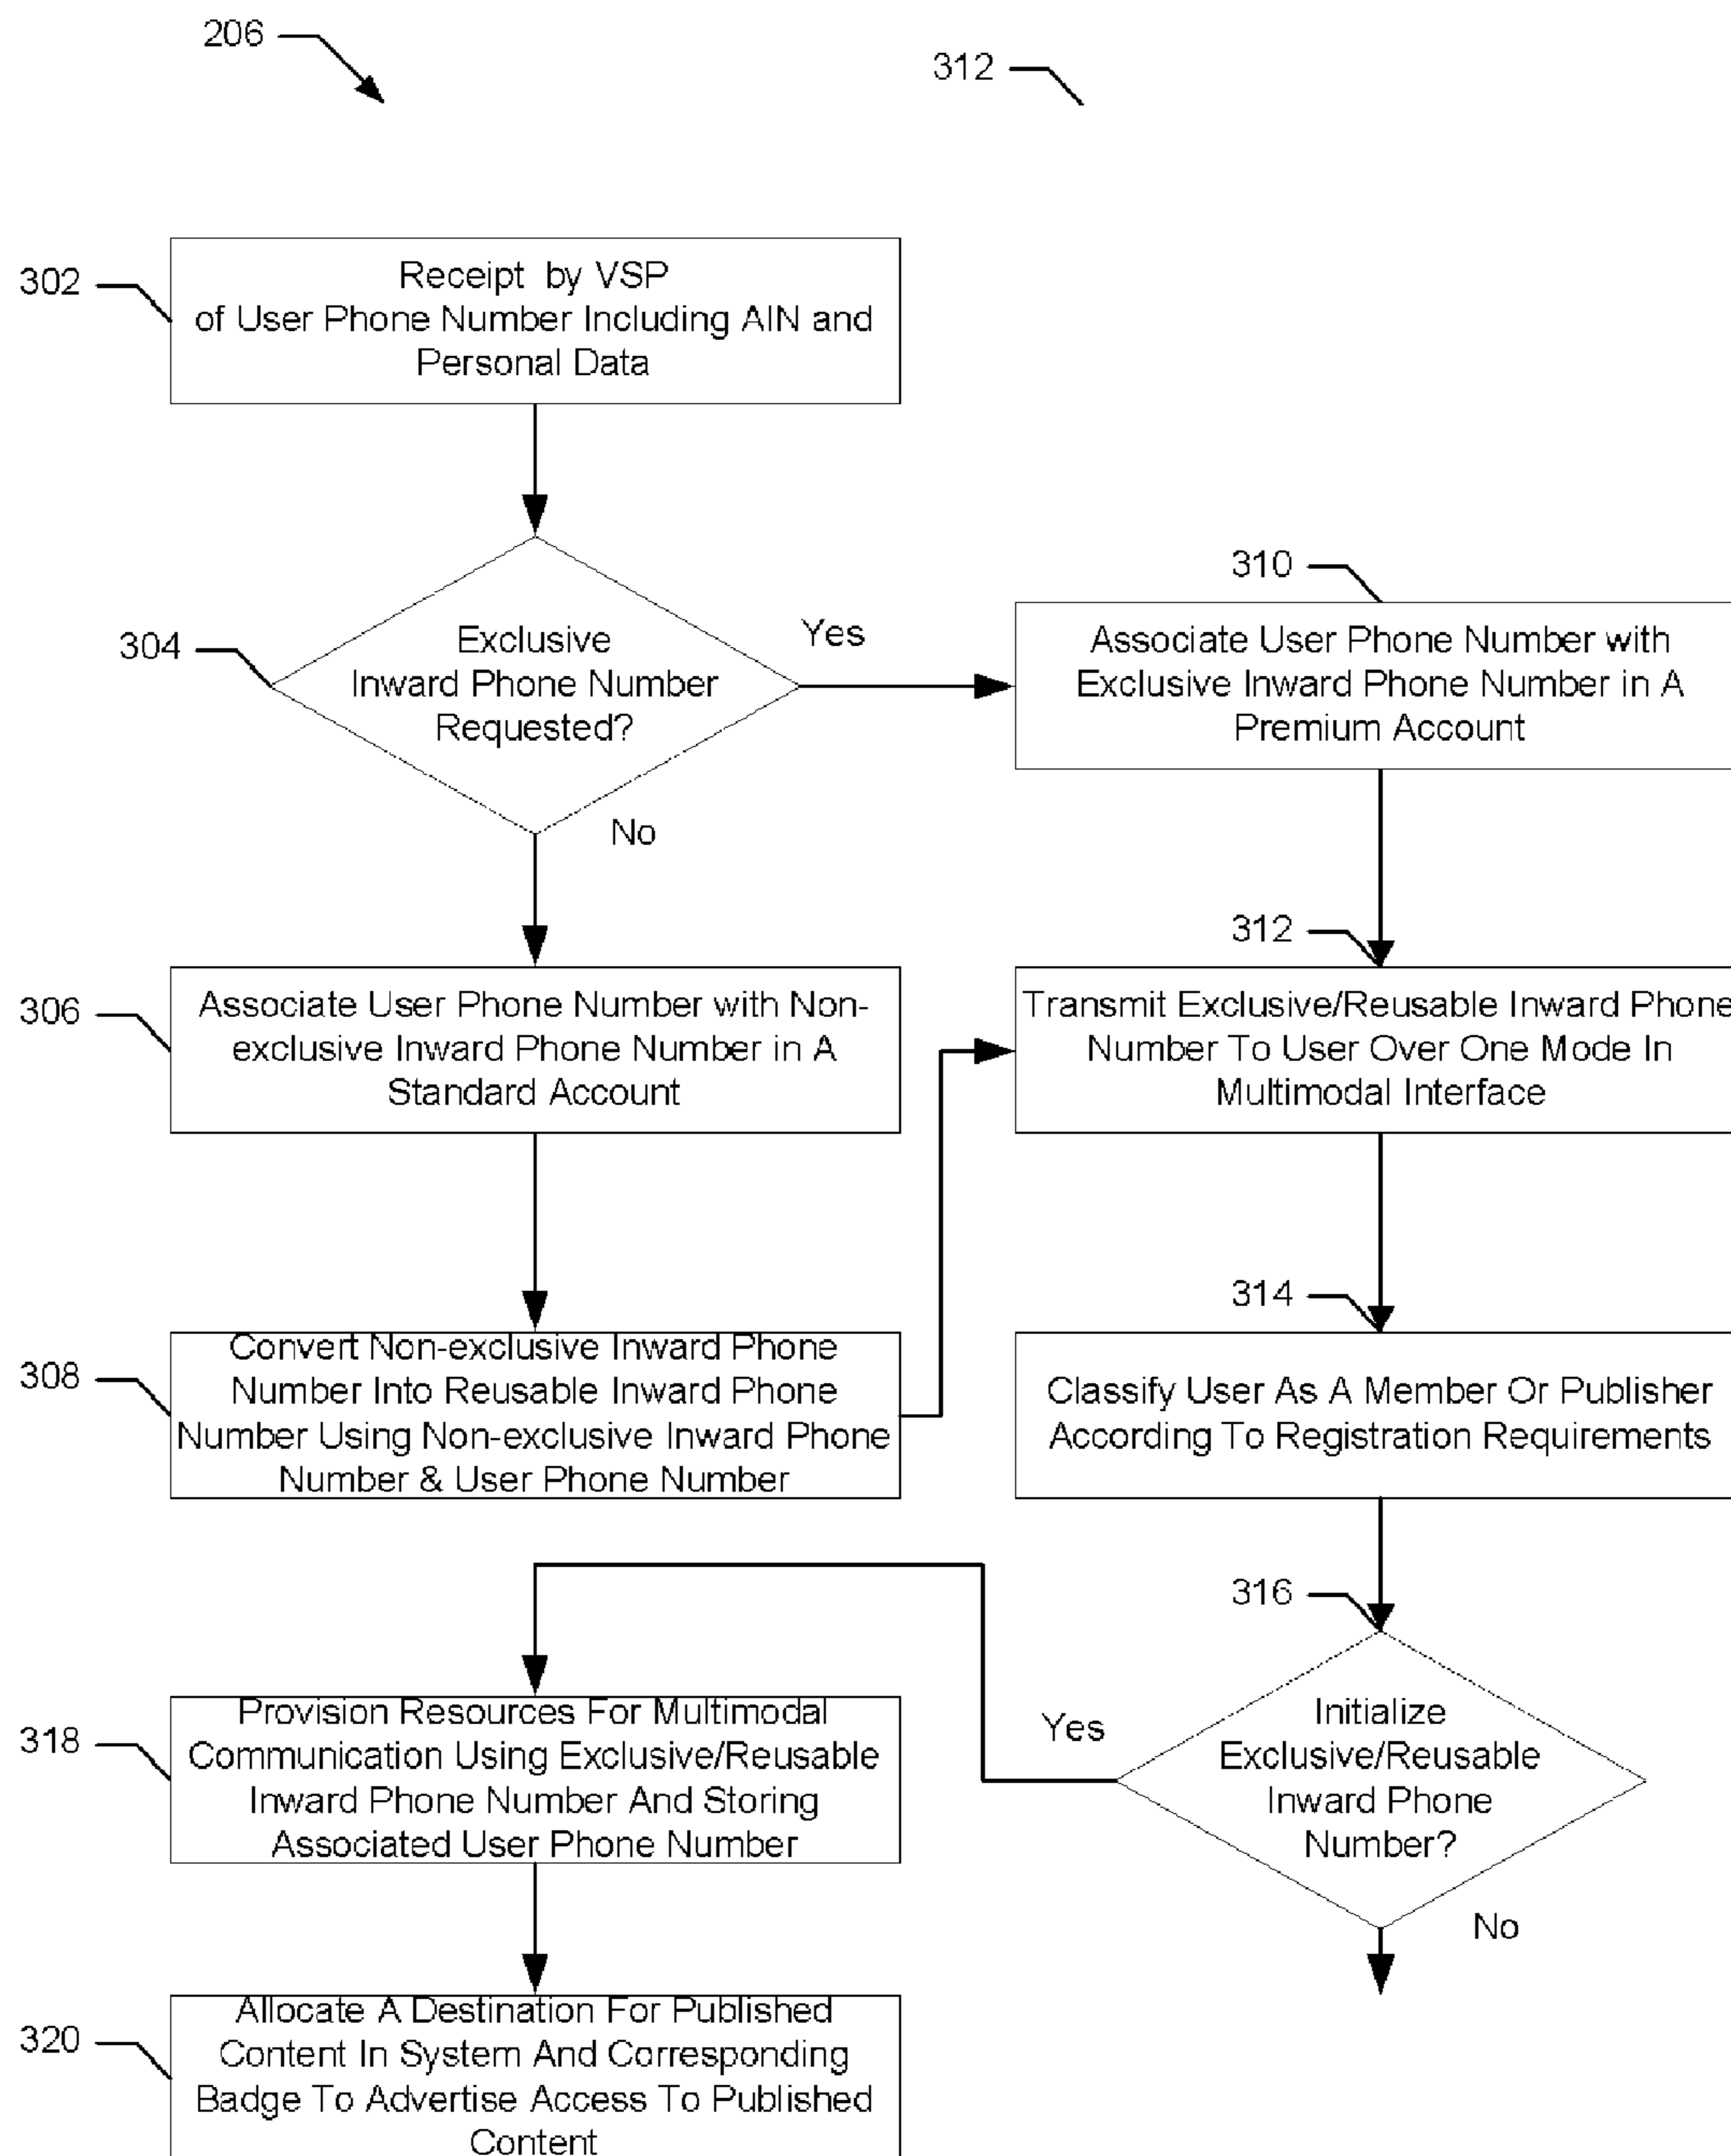 206
312
302
Receipt by VSP
of User Phone Number Including AIN and
Personal Data
304
Exclusive
Inward Phone Number
Requested?
Yes
No
310
Associate User Phone Number with
Exclusive Inward Phone Number in A
Premium Account
306
Associate User Phone Number with Non-
exclusive Inward Phone Number in A
Standard Account
312
Transmit Exclusive/Reusable Inward Phone
Number To User Over One Mode In
Multimodal Interface
308
Convert Non-exclusive Inward Phone
Number Into Reusable Inward Phone
Number Using Non-exclusive Inward Phone
Number & User Phone Number
314
Classify User As A Member Or Publisher
According To Registration Requirements
316
Initialize
Exclusive/Reusable
Inward Phone
Number?
Yes
No
318
Provision Resources For Multimodal
Communication Using Exclusive/Reusable
Inward Phone Number And Storing
Associated User Phone Number
320
Allocate A Destination For Published
Content In System And Corresponding
Badge To Advertise Access To Published
Content